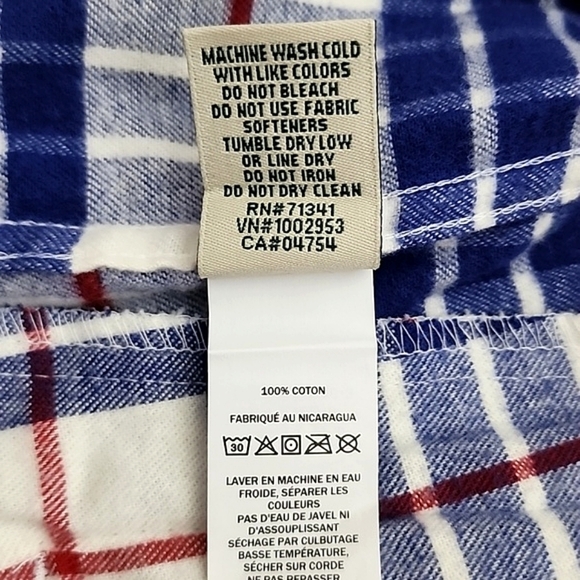 MACHINE WASH COLD
WITH LIKE COLORS
DO NOT BLEACH
DO NOT USE FABRIC
SOFTENERS
TUMBLE DRY LOW
OR LINE DRY
DO NOT IRON
DO NOT DRY CLEAN
RN#71341
VN#1002953
CA#04754
100% COTON
FABRIQUÉ AU NICARAGUA
30
LAVER EN MACHINE EN EAU
FROIDE, SÉPARER LES
COULEURS
PAS D'EAU DE JAVEL NI
D'ASSOUPLISSANT
SÉCHAGE PAR CULBUTAGE
BASSE TEMPÉRATURE,
SÉCHER SUR CORDE
NE PAS REPASSER